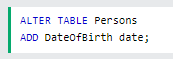 ALTER TABLE Persons
ADD DateOfBirth date;